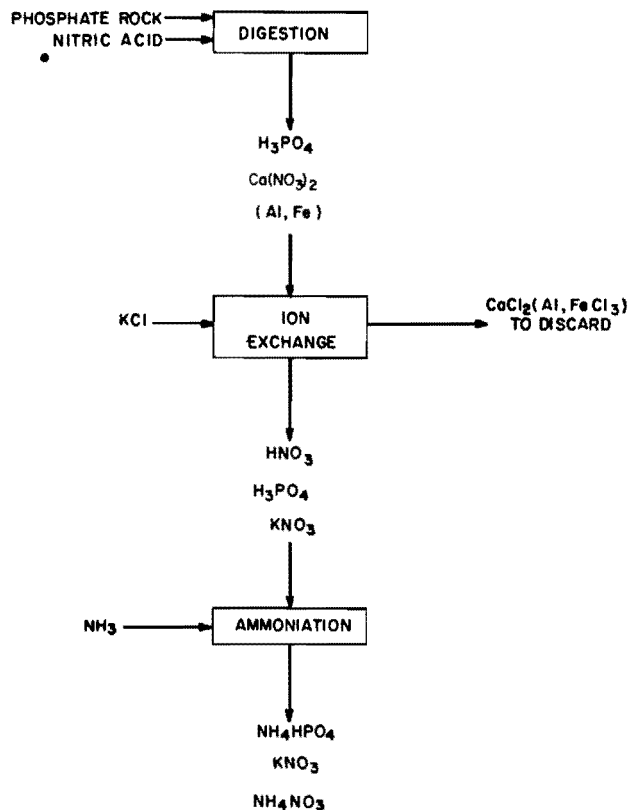 PHOSPHATE ROCK
NITRIC ACID
DIGESTION
H₃PO₄
Ca(NO₃)₂
(Al, Fe)
KCl
ION
EXCHANGE
CaCl₂(Al, FeCl₃)
TO DISCARD
HNO₃
H₃PO₄
KNO₃
NH₃
AMMONIATION
NH₄HPO₄
KNO₃
NH₄NO₃